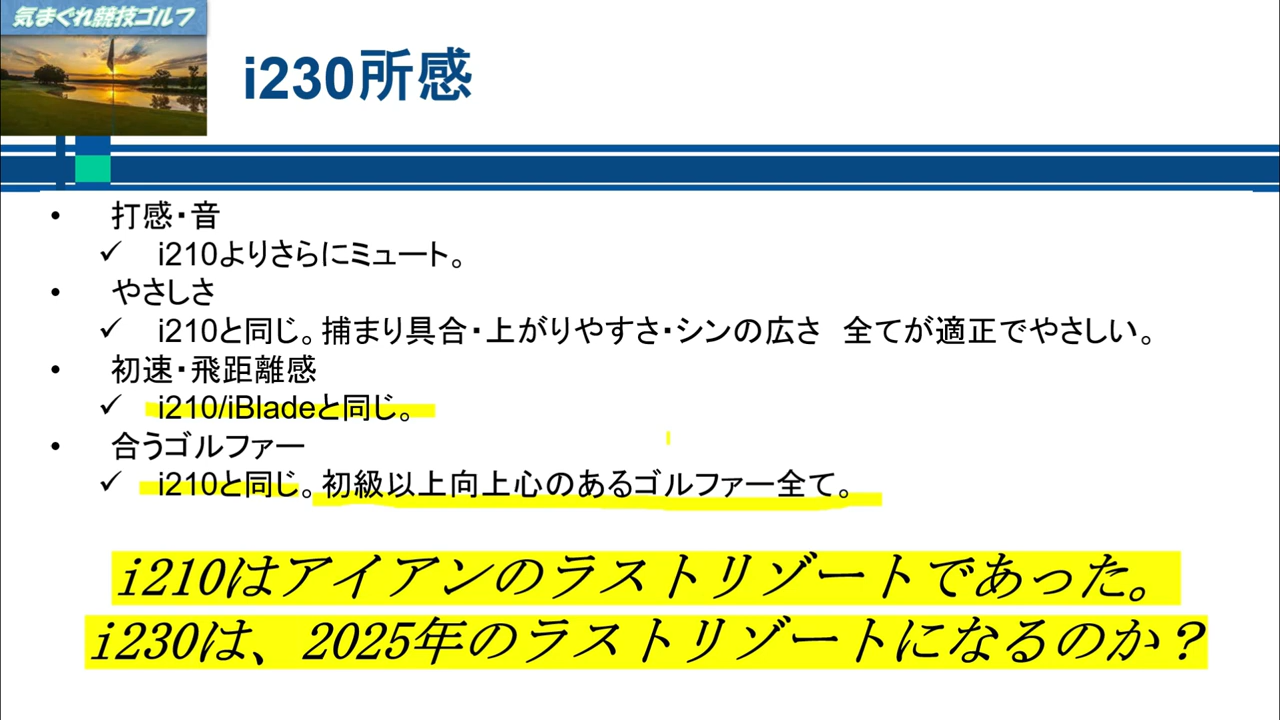 気まぐれ競技ゴルフ
i230所感
• 打感・音
✓ i210よりさらにミュート。
• やさしさ
✓ i210と同じ。捕まり具合・上がりやすさ・シンの広さ 全てが適正でやさしい。
• 初速・飛距離感
✓ i210/iBladeと同じ。
• 合うゴルファー
✓ i210と同じ。初級以上向上心のあるゴルファー全て。
i210はアイアンのラストリゾートであった。
i230は、2025年のラストリゾートになるのか？